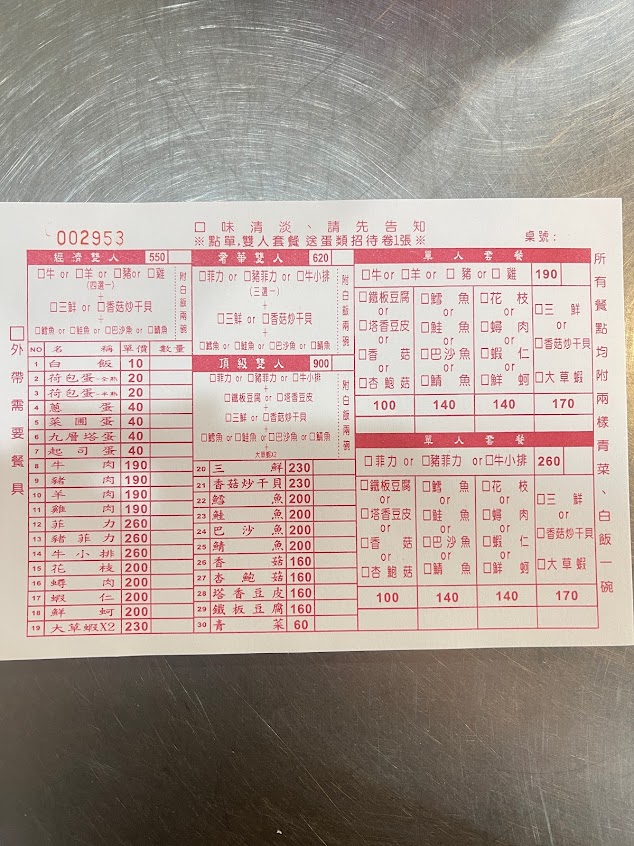 □味清淡、請先告知
002953
※點單,雙人套餐 送蛋類招待卷1張※
桌號:
經濟雙人 550
□牛 or □羊 or □豬or □雞
(四選一)
+
□三鮮 or □香菇炒干貝
+
□鱈魚 or □鮭魚 or □巴沙魚 or □鯖魚
附白飯兩碗
NO 名稱 單價 數量
1 白飯 10
2 荷包蛋-全熟 20
3 荷包蛋-半熟 20
4 蔥蛋 40
5 菜圃蛋 40
6 九層塔蛋 40
7 起司蛋 40
8 牛肉 190
9 豬肉 190
10 羊肉 190
11 雞肉 190
12 菲力 260
13 豬菲力 260
14 牛小排 260
15 花枝 200
16 蟳肉 200
17 蝦仁 200
18 鮮蚵 200
19 大草蝦X2 230
奢華雙人 620
□菲力 or □豬菲力 or □牛小排
(三選一)
+
□三鮮 or □香菇炒干貝
+
□鱈魚 or □鮭魚 or □巴沙魚 or □鯖魚
附白飯兩碗
頂級雙人 900
□菲力 or □豬菲力 or □牛小排
+
□鐵板豆腐 or □塔香豆皮
+
□三鮮 or □香菇炒干貝
+
□鱈魚 or □鮭魚 or □巴沙魚 or □鯖魚
+
大草蝦X2
附白飯兩碗
20 三鮮 230
21 香菇炒干貝 230
22 鱈魚 200
23 鮭魚 200
24 巴沙魚 200
25 鯖魚 200
26 香菇 160
27 杏鮑菇 160
28 塔香豆皮 160
29 鐵板豆腐 160
30 青菜 60
單人套餐
□牛 or □羊 or □豬 or □雞 190
□鐵板豆腐 or □塔香豆皮 or □香菇 or □杏鮑菇
□鱈魚 or □鮭魚 or □巴沙魚 or □鯖魚
□花枝 or □蟳肉 or □蝦仁 or □鮮蚵
□三鮮 or □香菇炒干貝 □大草蝦
100 140 140 170
單人套餐
□菲力 or □豬菲力 or □牛小排 260
□鐵板豆腐 or □塔香豆皮 or □香菇 or □杏鮑菇
□鱈魚 or □鮭魚 or □巴沙魚 or □鯖魚
□花枝 or □蟳肉 or □蝦仁 or □鮮蚵
□三鮮 or □香菇炒干貝 □大草蝦
100 140 140 170
所有餐點均附兩樣青菜、白飯一碗
□外帶需要餐具